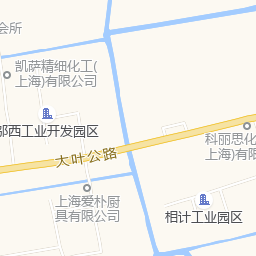 会所
凯萨精细化工(
上海)有限公司
邬西工业开发园区
科丽思化
上海)有限
大叶公路
上海爱朴厨
具有限公司
相计工业园区